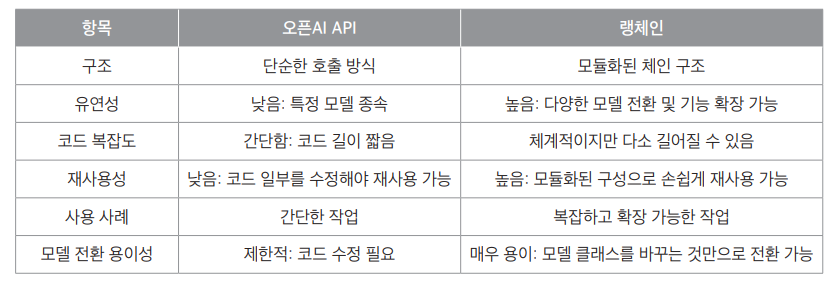 항목 오픈AI API 랭체인
구조 단순한 호출 방식 모듈화된 체인 구조
유연성 낮음: 특정 모델 종속 높음: 다양한 모델 전환 및 기능 확장 가능
코드 복잡도 간단함: 코드 길이 짧음 체계적이지만 다소 길어질 수 있음
재사용성 낮음: 코드 일부를 수정해야 재사용 가능 높음: 모듈화된 구성으로 손쉽게 재사용 가능
사용 사례 간단한 작업 복잡하고 확장 가능한 작업
모델 전환 용이성 제한적: 코드 수정 필요 매우 용이: 모델 클래스를 바꾸는 것만으로 전환 가능